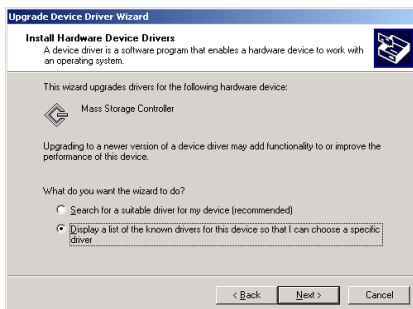 Upgrade Device Driver Wizard
Install Hardware Device Drivers
A device driver is a software program that enables a hardware device to work with
an operating system.
This wizard upgrades drivers for the following hardware device:
Mass Storage Controller
Upgrading to a newer version of a device driver may add functionality to or improve the
performance of this device.
What do you want the wizard to do?
Search for a suitable driver for my device (recommended)
Display a list of the known drivers for this device so that I can choose a specific
driver
< Back
Next >
Cancel